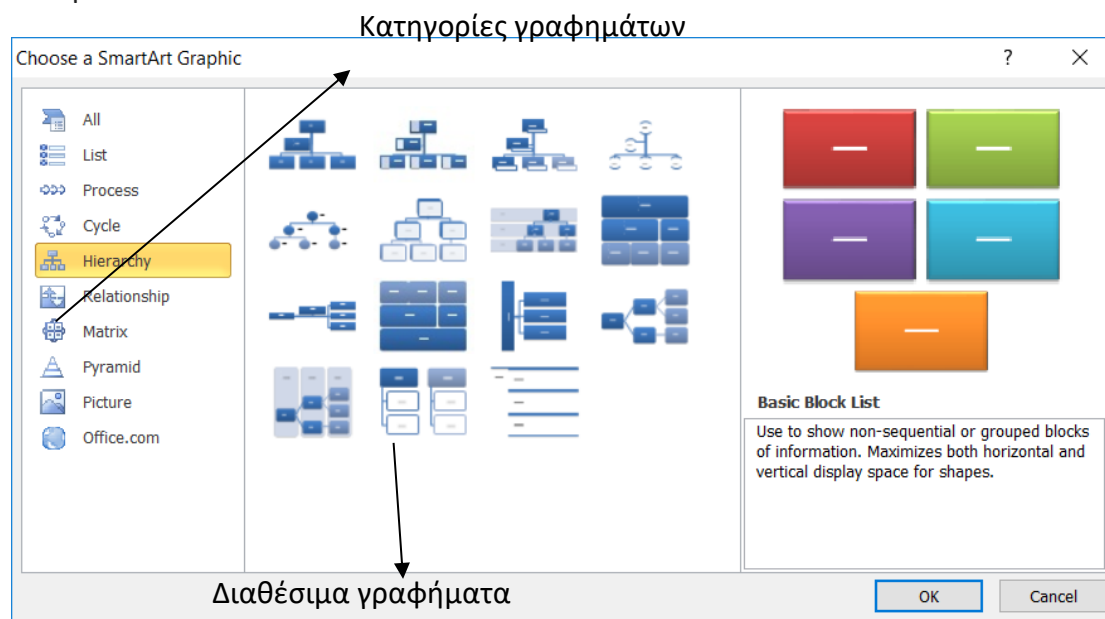 Κατηγορίες γραφημάτων
Choose a SmartArt Graphic
All
List
Process
Cycle
Hierarchy
Relationship
Matrix
Pyramid
Picture
Office.com
Basic Block List
Use to show non-sequential or grouped blocks
of information. Maximizes both horizontal and
vertical display space for shapes.
Διαθέσιμα γραφήματα
OK
Cancel